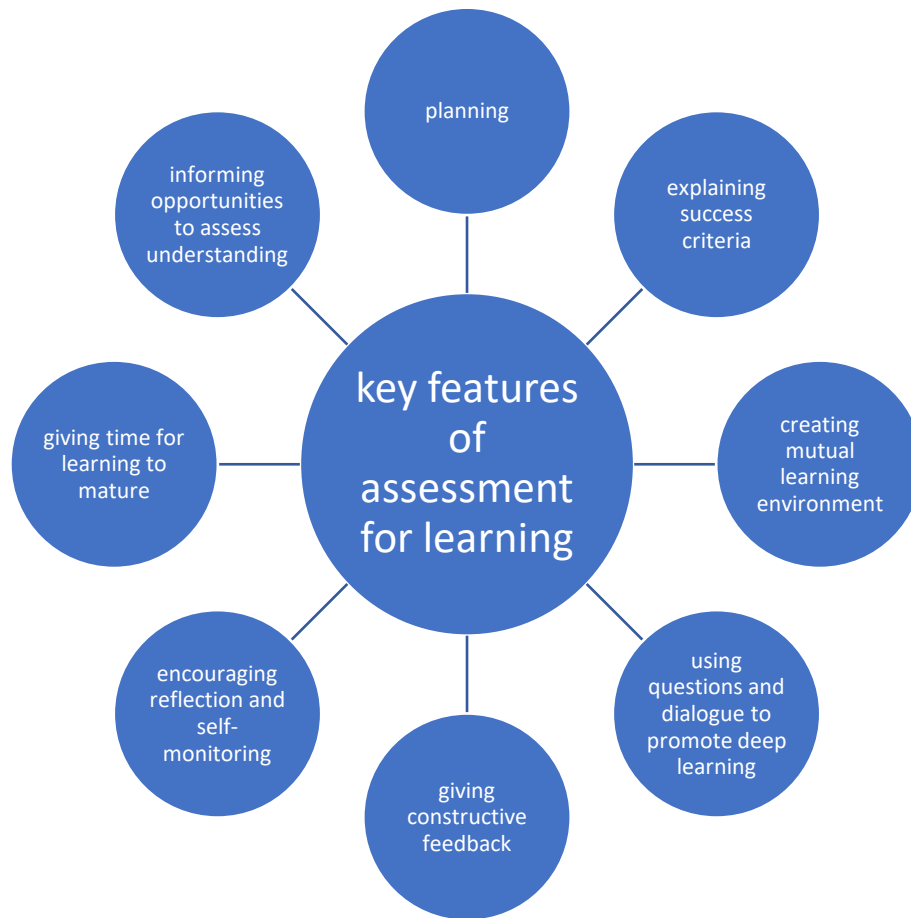 planning
explaining
success
criteria
creating
mutual
learning
environment
using
questions and
dialogue to
promote deep
learning
giving
constructive
feedback
encouraging
reflection and
self-
monitoring
giving time for
learning to
mature
informing
opportunities
to assess
understanding
key features
of
assessment
for learning